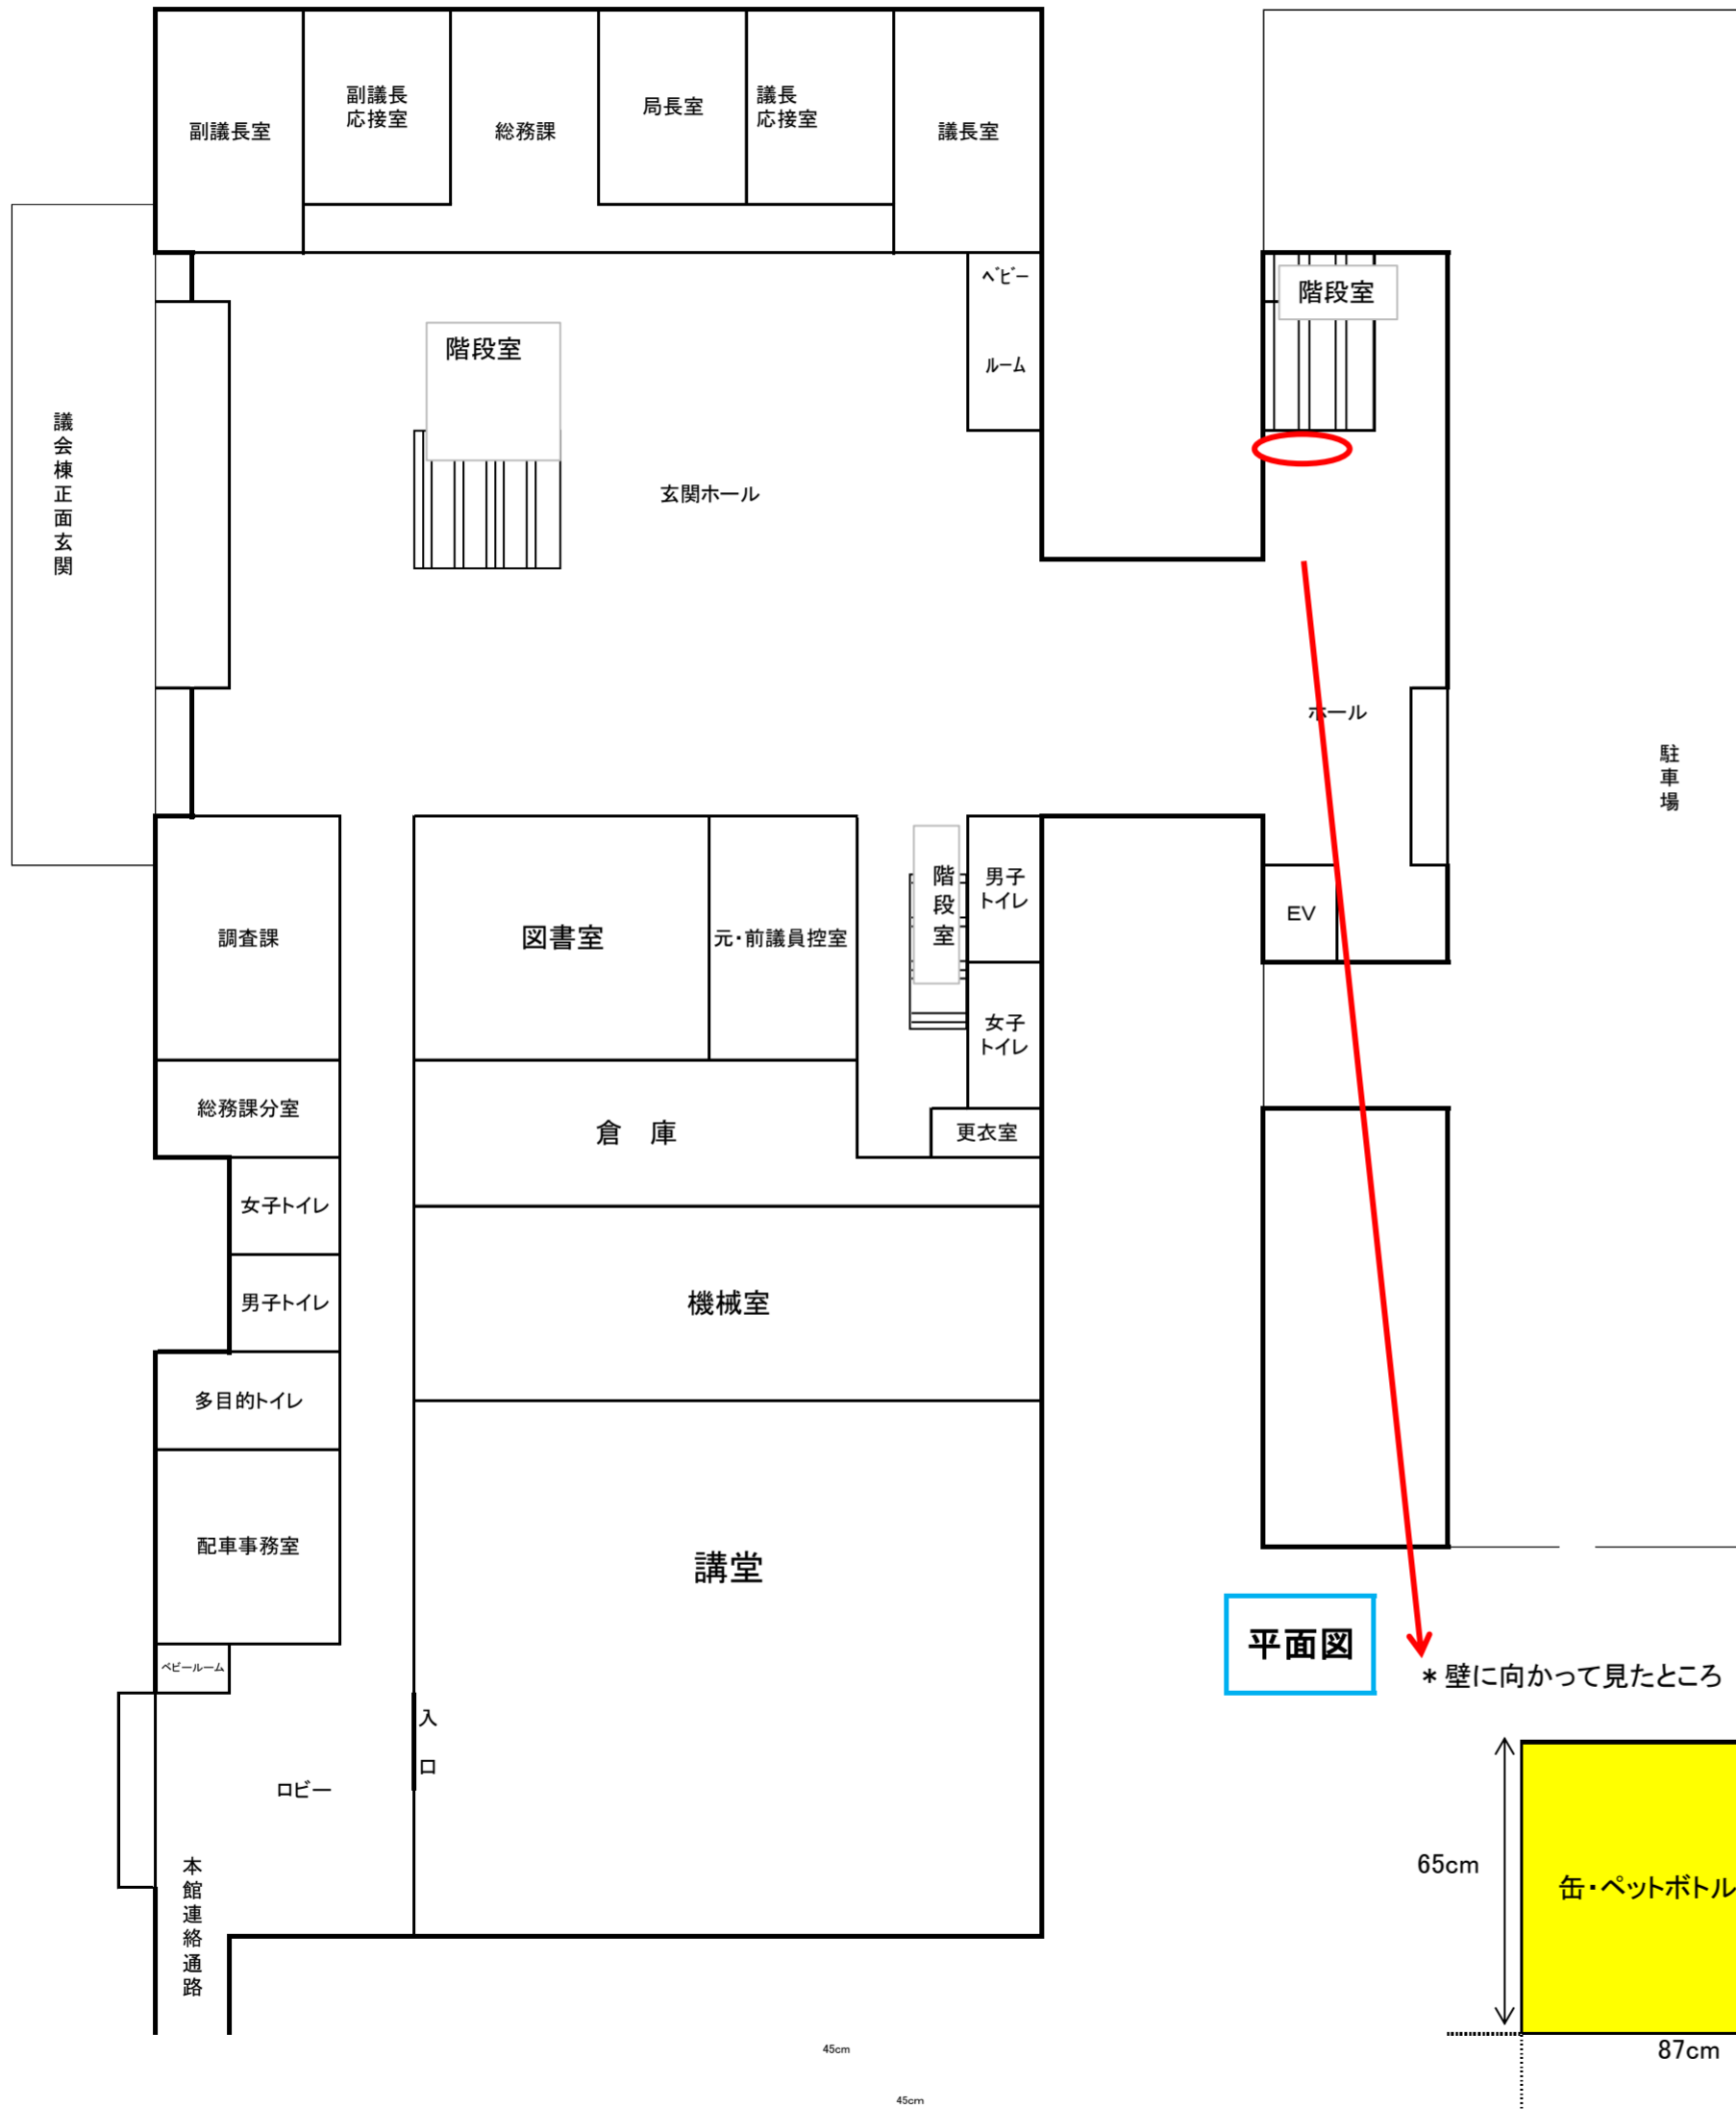 副議長室
副議長
応接室
総務課
局長室
議長
応接室
議長室
ベビー
ルーム
階段室
階段室
議会棟正面玄関
玄関ホール
ホール
駐車場
調査課
図書室
元・前議員控室
階段室
男子
トイレ
EV
女子
トイレ
総務課分室
倉　庫
更衣室
女子トイレ
男子トイレ
機械室
多目的トイレ
配車事務室
講堂
平面図
ベビールーム
＊壁に向かって見たところ
入口
ロビー
65cm
缶・ペットボトル
本館連絡通路
45cm
87cm
45cm